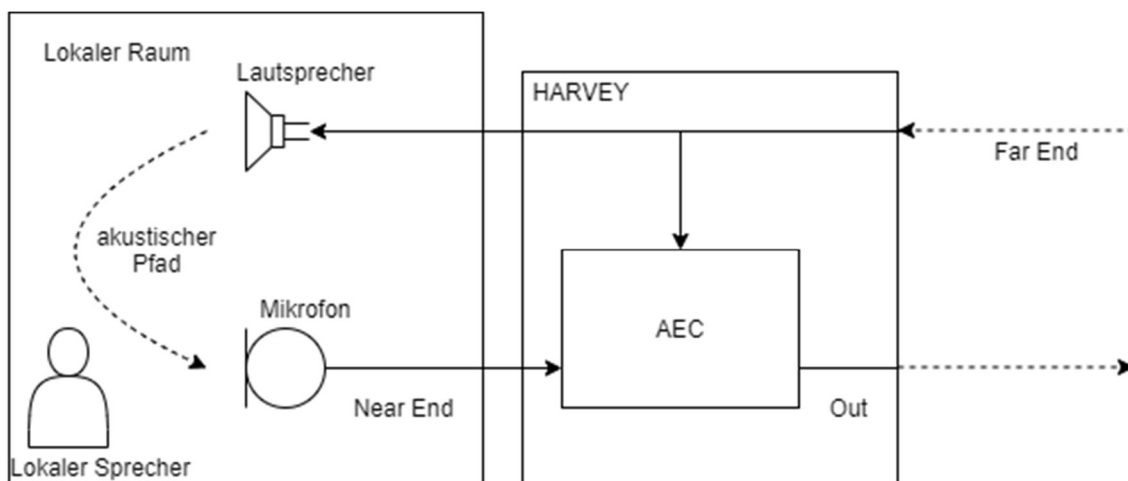 Lokaler Raum
Lautsprecher
HARVEY
Far End
akustischer
Pfad
Mikrofon
AEC
Near End
Out
Lokaler Sprecher